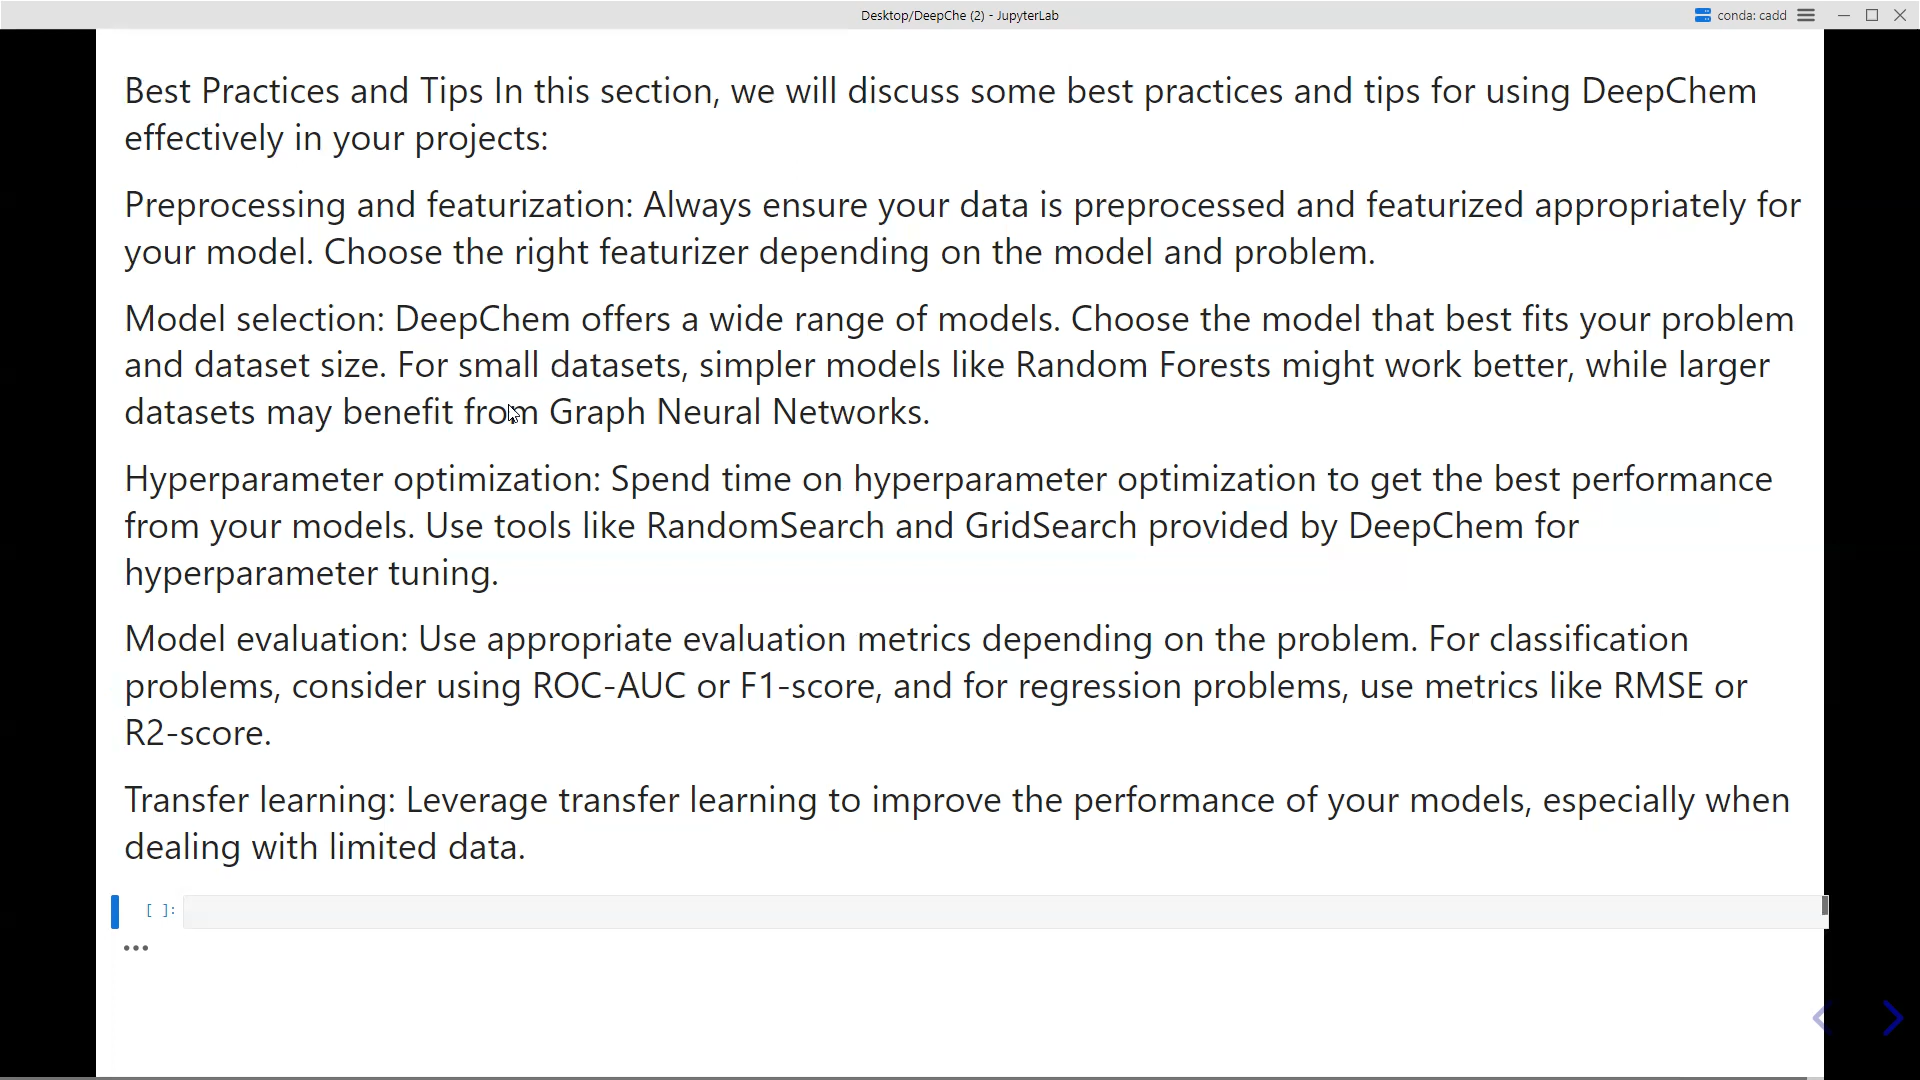 Desktop/DeepChe (2) - JupyterLab
conda: cadd
Best Practices and Tips In this section, we will discuss some best practices and tips for using DeepChem
effectively in your projects:
Preprocessing and featurization: Always ensure your data is preprocessed and featurized appropriately for
your model. Choose the right featurizer depending on the model and problem.
Model selection: DeepChem offers a wide range of models. Choose the model that best fits your problem
and dataset size. For small datasets, simpler models like Random Forests might work better, while larger
datasets may benefit from Graph Neural Networks.
Hyperparameter optimization: Spend time on hyperparameter optimization to get the best performance
from your models. Use tools like RandomSearch and GridSearch provided by DeepChem for
hyperparameter tuning.
Model evaluation: Use appropriate evaluation metrics depending on the problem. For classification
problems, consider using ROC-AUC or F1-score, and for regression problems, use metrics like RMSE or
R2-score.
Transfer learning: Leverage transfer learning to improve the performance of your models, especially when
dealing with limited data.
[ ]: